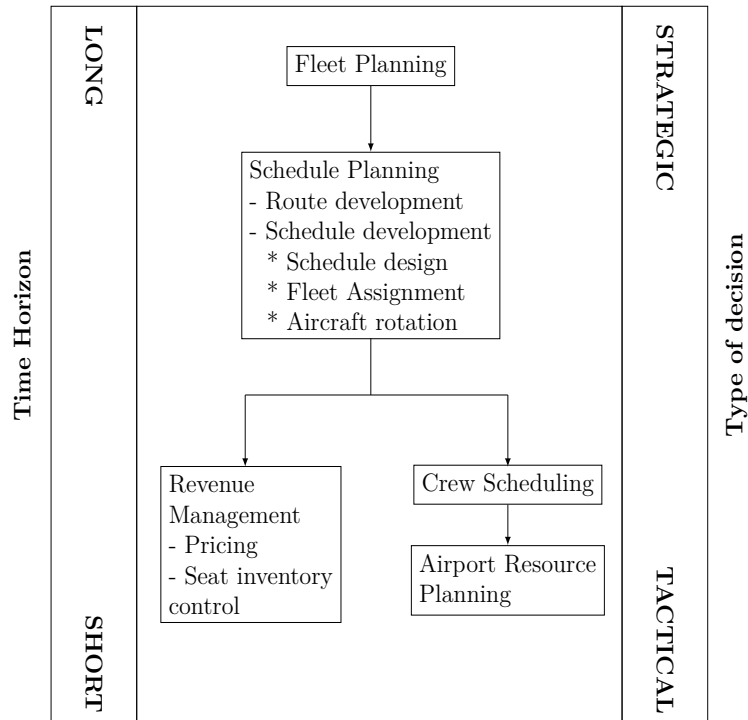 LONG
STRATEGIC
Fleet Planning
Schedule Planning
- Route development
- Schedule development
* Schedule design
* Fleet Assignment
* Aircraft rotation
Time Horizon
Type of decision
Revenue
Management
- Pricing
- Seat inventory
control
Crew Scheduling
Airport Resource
Planning
SHORT
TACTICAL